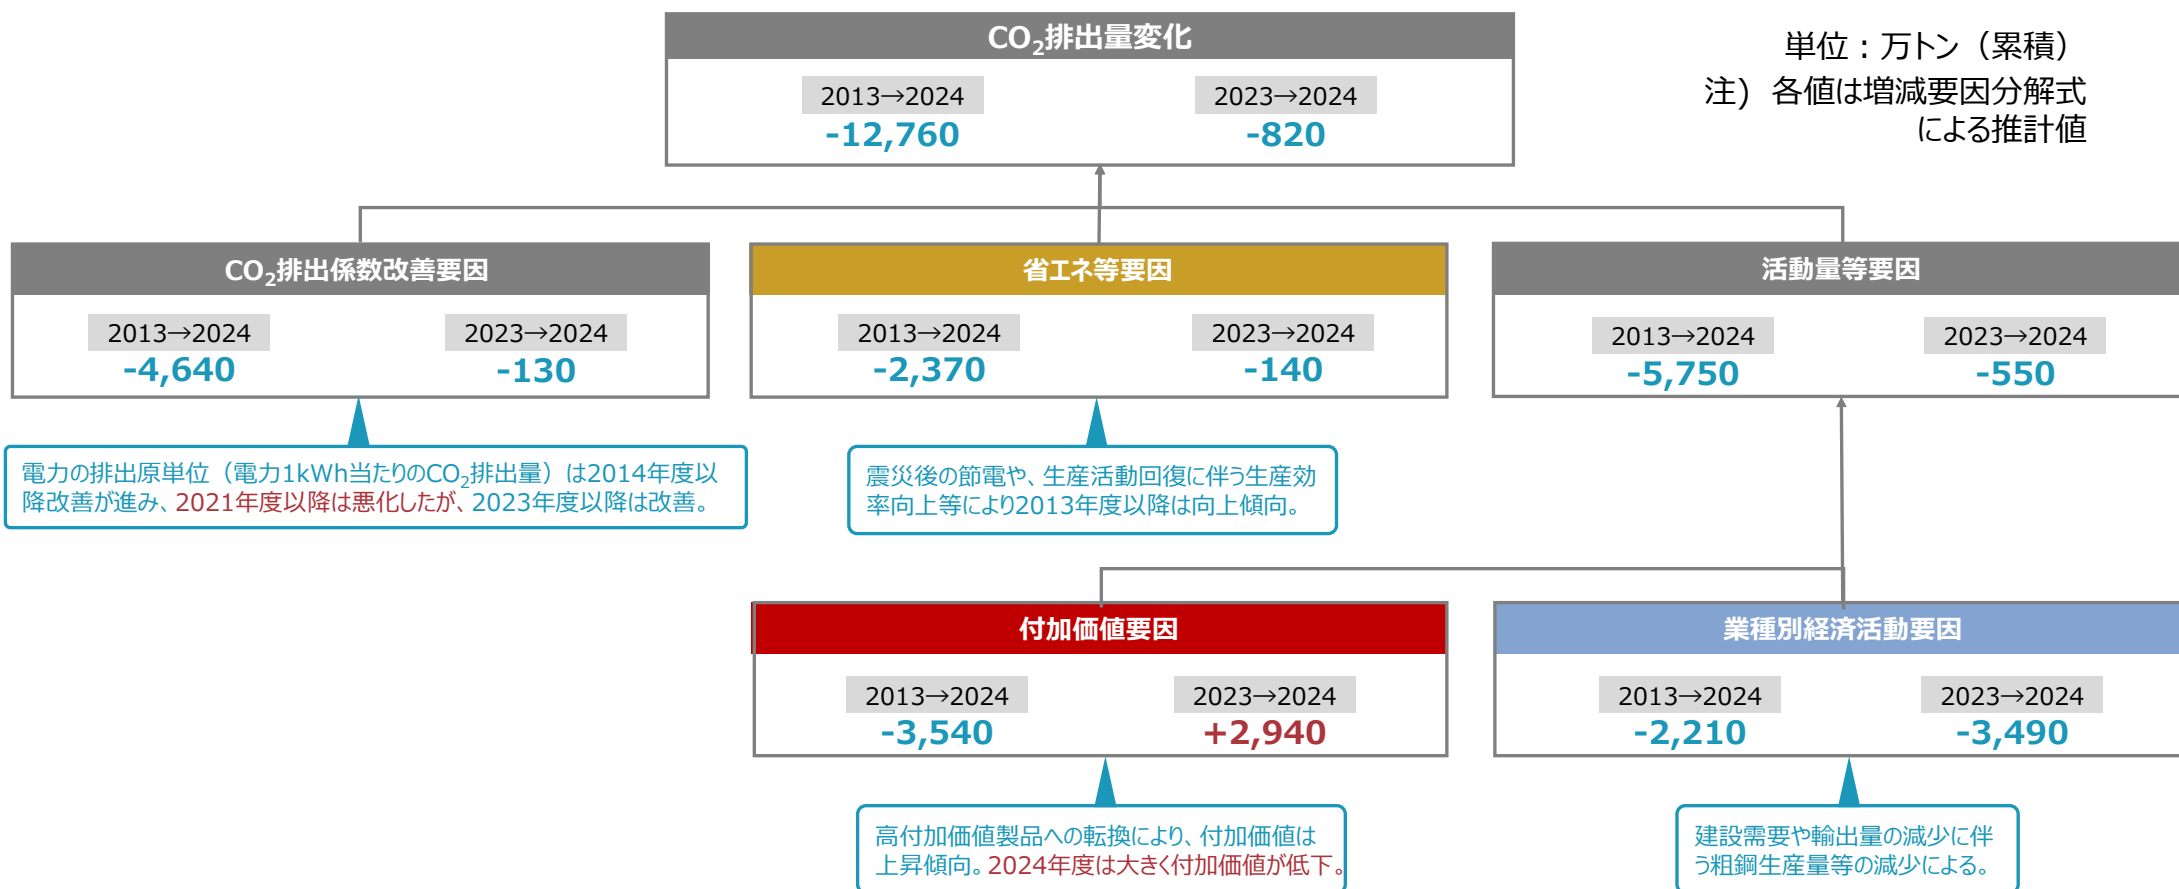 CO₂排出量変化
2013→2024
2023→2024
-12,760
-820
単位:万トン(累積)
注) 各値は増減要因分解式
による推計値
CO₂排出係数改善要因
2013→2024
2023→2024
-4,640
-130
省エネ等要因
2013→2024
2023→2024
-2,370
-140
活動量等要因
2013→2024
2023→2024
-5,750
-550
電力の排出原単位(電力1kWh当たりのCO₂排出量)は2014年度以
降改善が進み、2021年度以降は悪化したが、2023年度以降は改善。
震災後の節電や、生産活動回復に伴う生産効
率向上等により2013年度以降は向上傾向。
付加価値要因
2013→2024
2023→2024
-3,540
+2,940
業種別経済活動要因
2013→2024
2023→2024
-2,210
-3,490
高付加価値製品への転換により、付加価値は
上昇傾向。2024年度は大きく付加価値が低下。
建設需要や輸出量の減少に伴
う粗鋼生産量等の減少による。